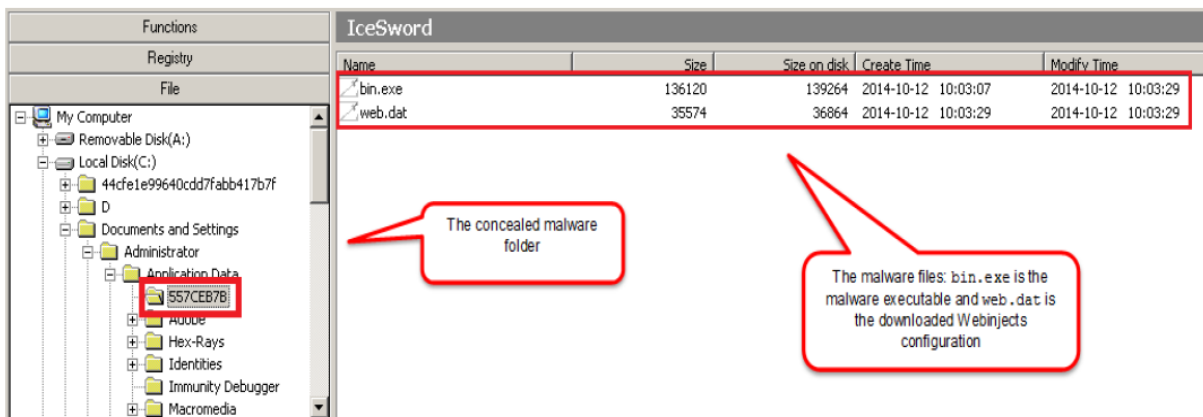 Functions
Registry
File
My Computer
Removable Disk(A:)
Local Disk(C:)
44cfe1e99640cdd7fabb417b7f
D
Documents and Settings
Administrator
Application Data
557CEB7B
Adobe
Hex-Rays
Identities
Immunity Debugger
Macromedia
IceSword
Name Size Size on disk Create Time Modify Time
bin.exe 136120 139264 2014-10-12 10:03:07 2014-10-12 10:03:29
web.dat 35574 36864 2014-10-12 10:03:29 2014-10-12 10:03:29
The concealed malware
folder
The malware files: bin.exe is the
malware executable and web.dat is
the downloaded Webinjects
configuration